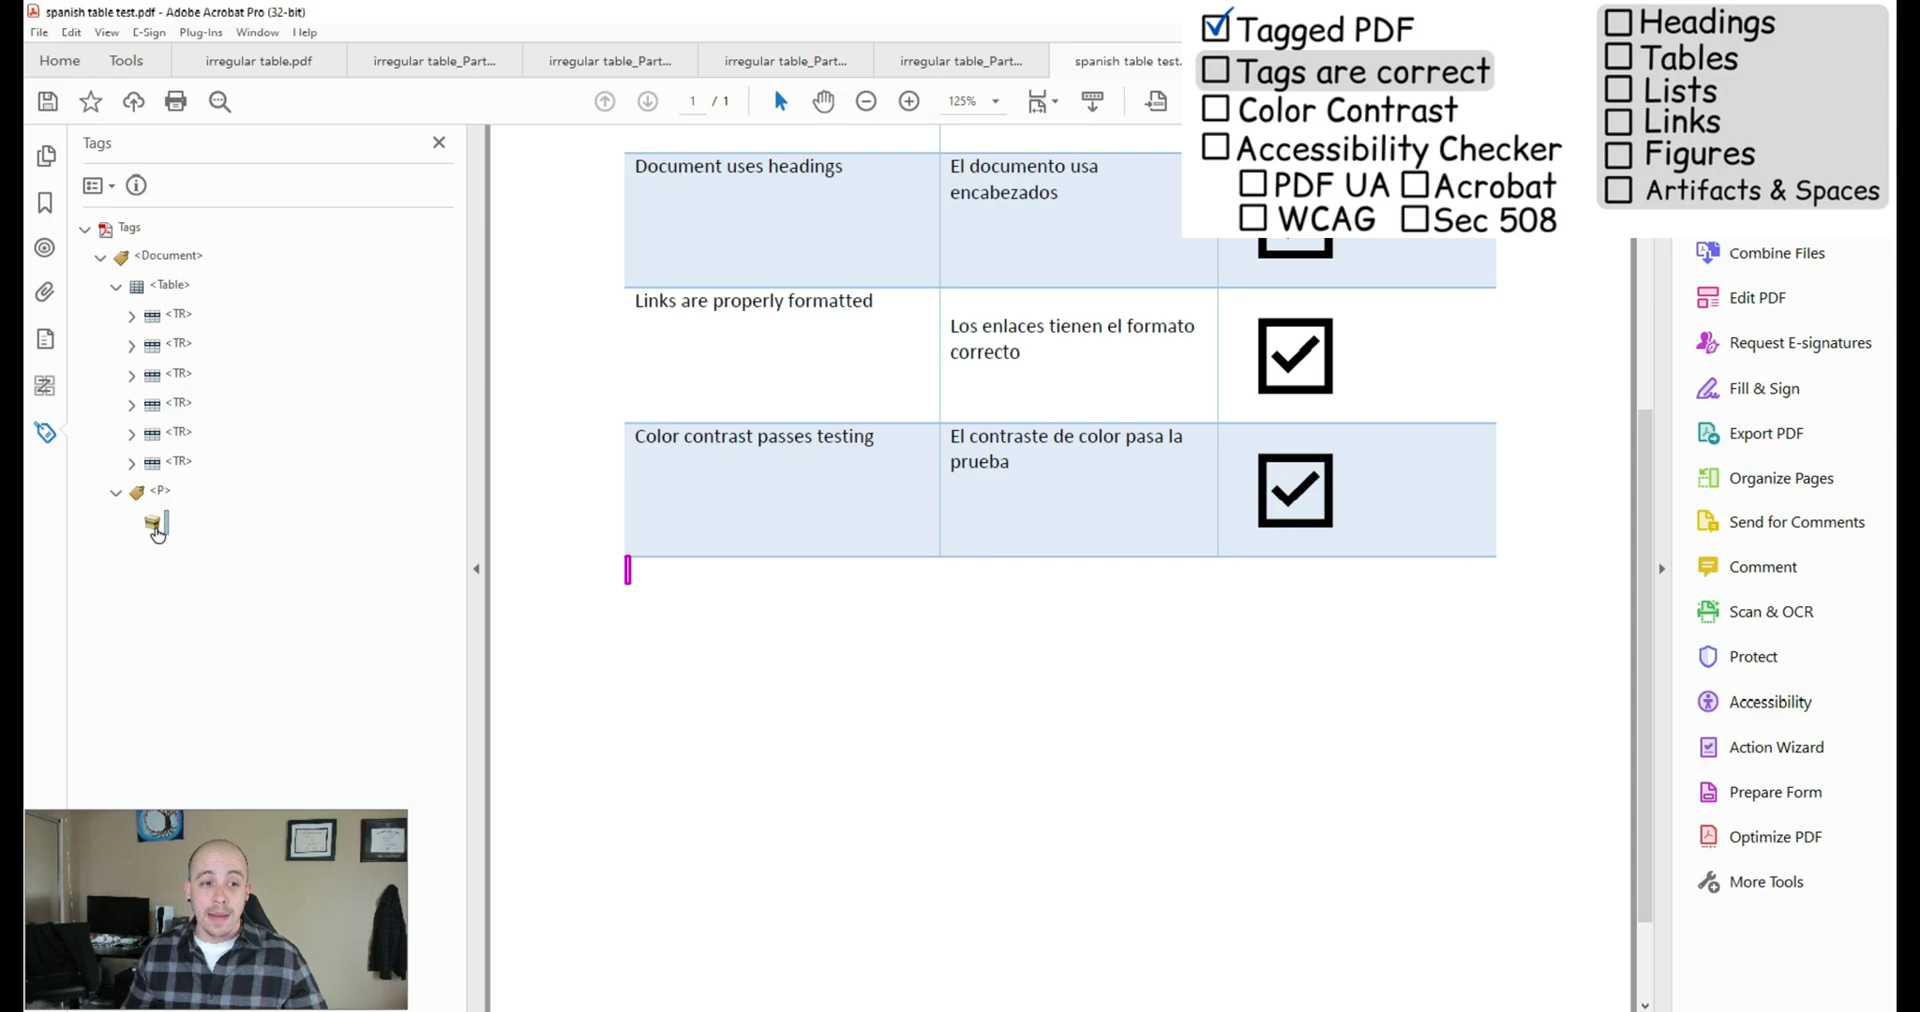 spanish table test.pdf - Adobe Acrobat Pro (32-bit)
File Edit View E-Sign Plug-Ins Window Help
Home Tools irregular table.pdf irregular table_Part... irregular table_Part... irregular table_Part... irregular table_Part... spanish table test.
1 / 1 125%
Tags
Tags
<Document>
<Table>
<TR>
<TR>
<TR>
<TR>
<TR>
<TR>
<P>
Document uses headings
El documento usa
encabezados
Links are properly formatted
Los enlaces tienen el formato
correcto
Color contrast passes testing
El contraste de color pasa la
prueba
Tagged PDF
Tags are correct
Color Contrast
Accessibility Checker
PDF UA Acrobat
WCAG Sec 508
Headings
Tables
Lists
Links
Figures
Artifacts & Spaces
Combine Files
Edit PDF
Request E-signatures
Fill & Sign
Export PDF
Organize Pages
Send for Comments
Comment
Scan & OCR
Protect
Accessibility
Action Wizard
Prepare Form
Optimize PDF
More Tools